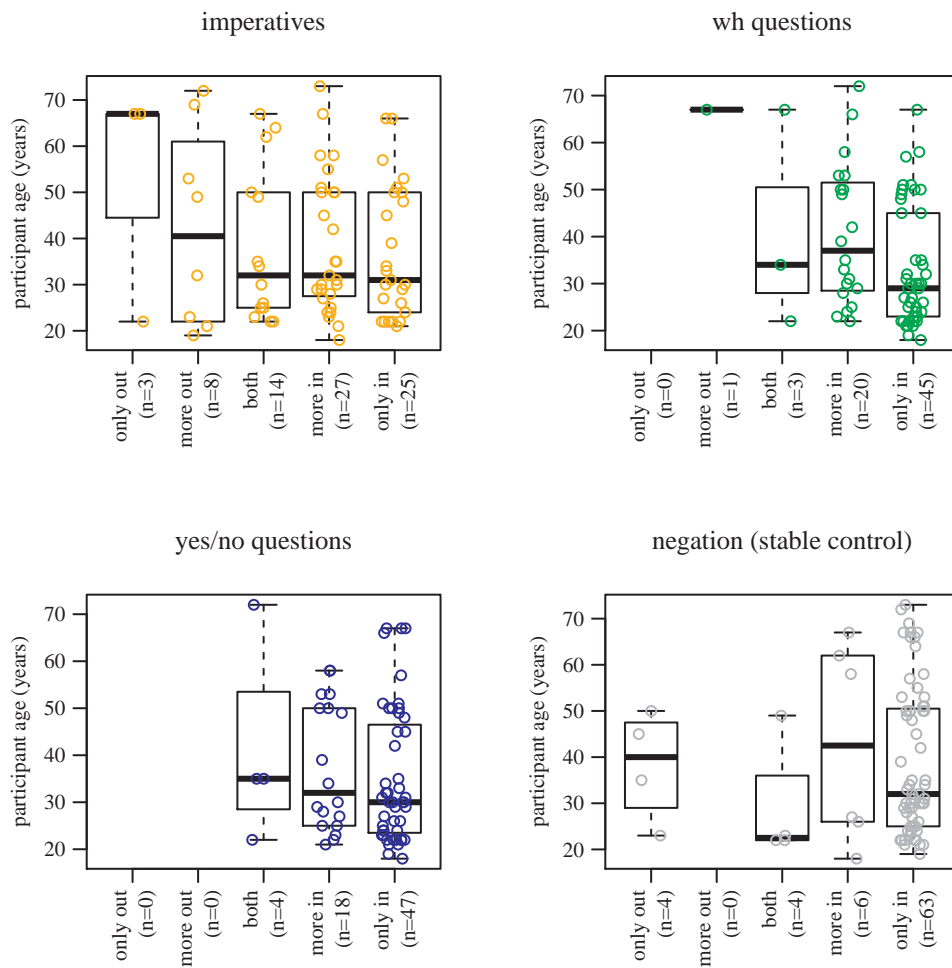 imperatives
participant age (years)
70
60
50
40
30
20
only out
(n=3)
more out
(n=8)
both
(n=14)
more in
(n=27)
only in
(n=25)
wh questions
participant age (years)
70
60
50
40
30
20
only out
(n=0)
more out
(n=1)
both
(n=3)
more in
(n=20)
only in
(n=45)
yes/no questions
participant age (years)
70
60
50
40
30
20
only out
(n=0)
more out
(n=0)
both
(n=4)
more in
(n=18)
only in
(n=47)
negation (stable control)
participant age (years)
70
60
50
40
30
20
only out
(n=4)
more out
(n=0)
both
(n=4)
more in
(n=6)
only in
(n=63)